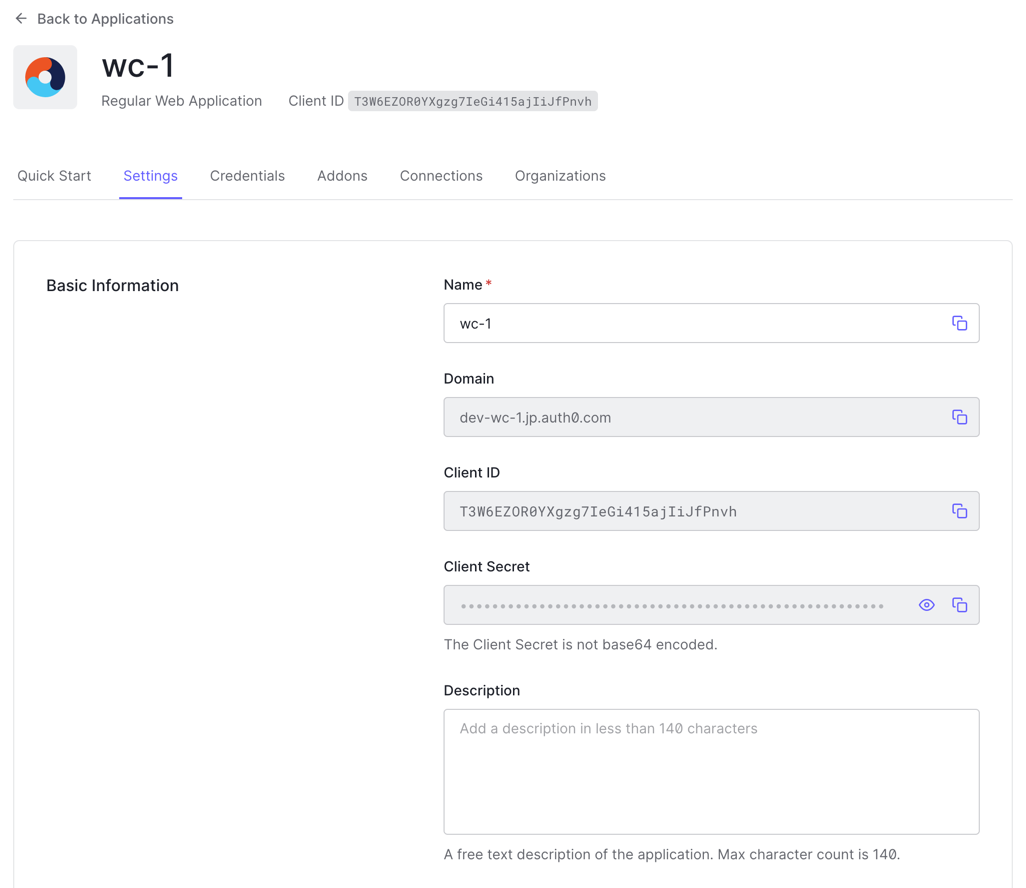 Back to Applications
wc-1
Regular Web Application Client ID T3W6EZOR0YXgzg7IeGi415ajIiJfPnvh
Quick Start Settings Credentials Addons Connections Organizations
Basic Information
Name *
wc-1
Domain
dev-wc-1.jp.auth0.com
Client ID
T3W6EZOR0YXgzg7IeGi415ajIiJfPnvh
Client Secret
The Client Secret is not base64 encoded.
Description
Add a description in less than 140 characters
A free text description of the application. Max character count is 140.